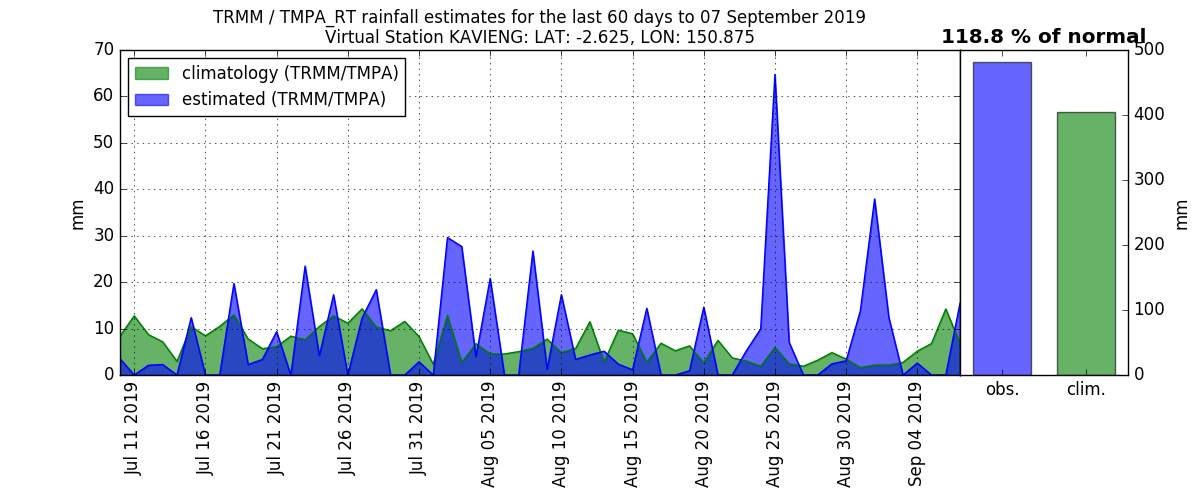 TRMM / TMPA_RT rainfall estimates for the last 60 days to 07 September 2019
Virtual Station KAVIENG: LAT: -2.625, LON: 150.875
118.8 % of normal
climatology (TRMM/TMPA)
estimated (TRMM/TMPA)
mm
70
60
50
40
30
20
10
0
Jul 11 2019
Jul 16 2019
Jul 21 2019
Jul 26 2019
Jul 31 2019
Aug 05 2019
Aug 10 2019
Aug 15 2019
Aug 20 2019
Aug 25 2019
Aug 30 2019
Sep 04 2019
obs.
clim.
500
400
300
200
100
0
mm